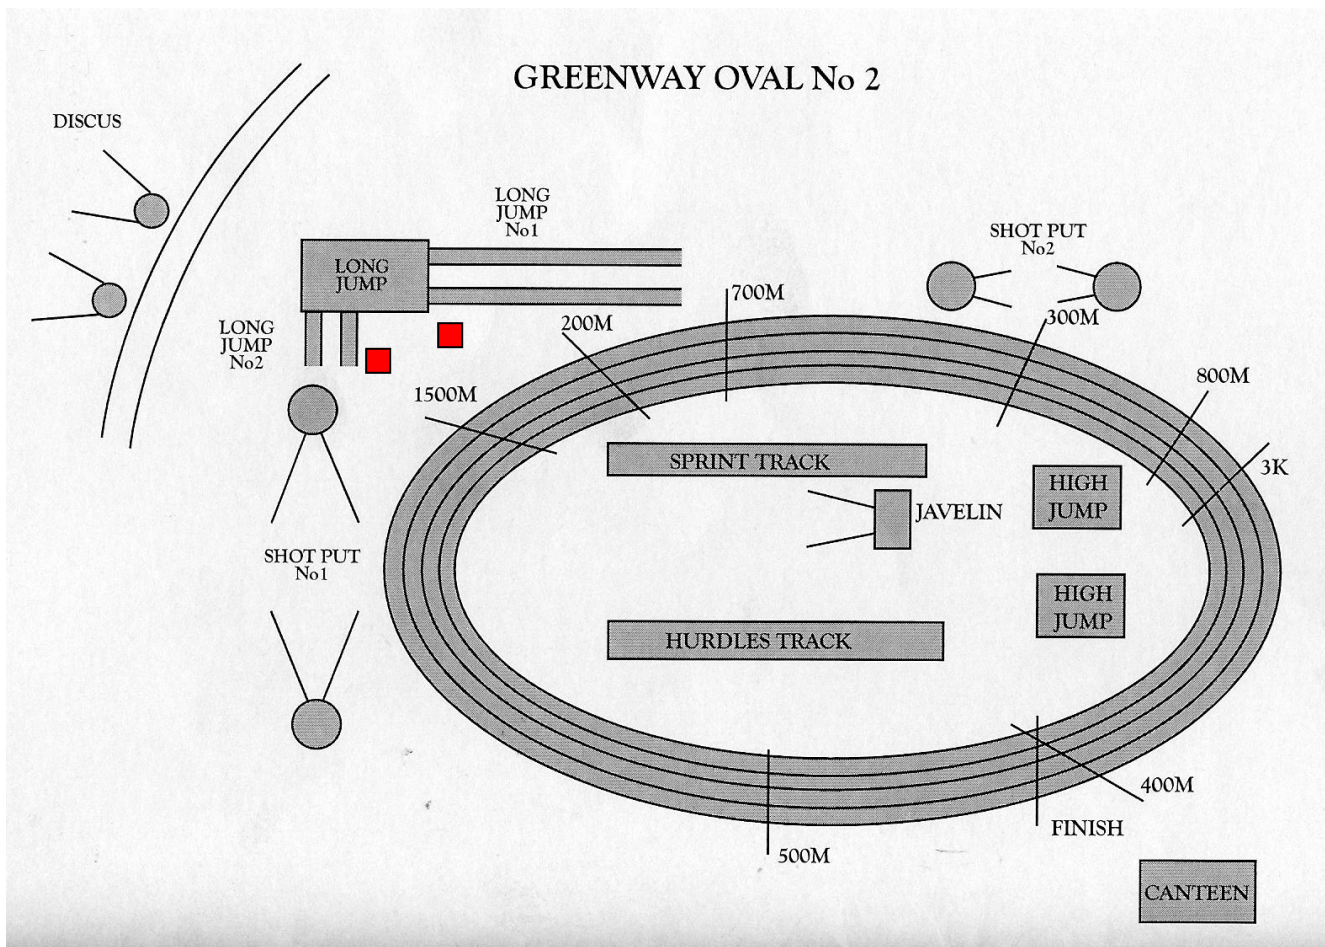 GREENWAY OVAL No 2
DISCUS
LONG
JUMP
No1
SHOT PUT
No2
LONG
JUMP
700M
300M
200M
LONG
JUMP
No2
1500M
800M
3K
SPRINT TRACK
HIGH
JUMP
JAVELIN
SHOT PUT
No1
HIGH
JUMP
HURDLES TRACK
400M
FINISH
500M
CANTEEN